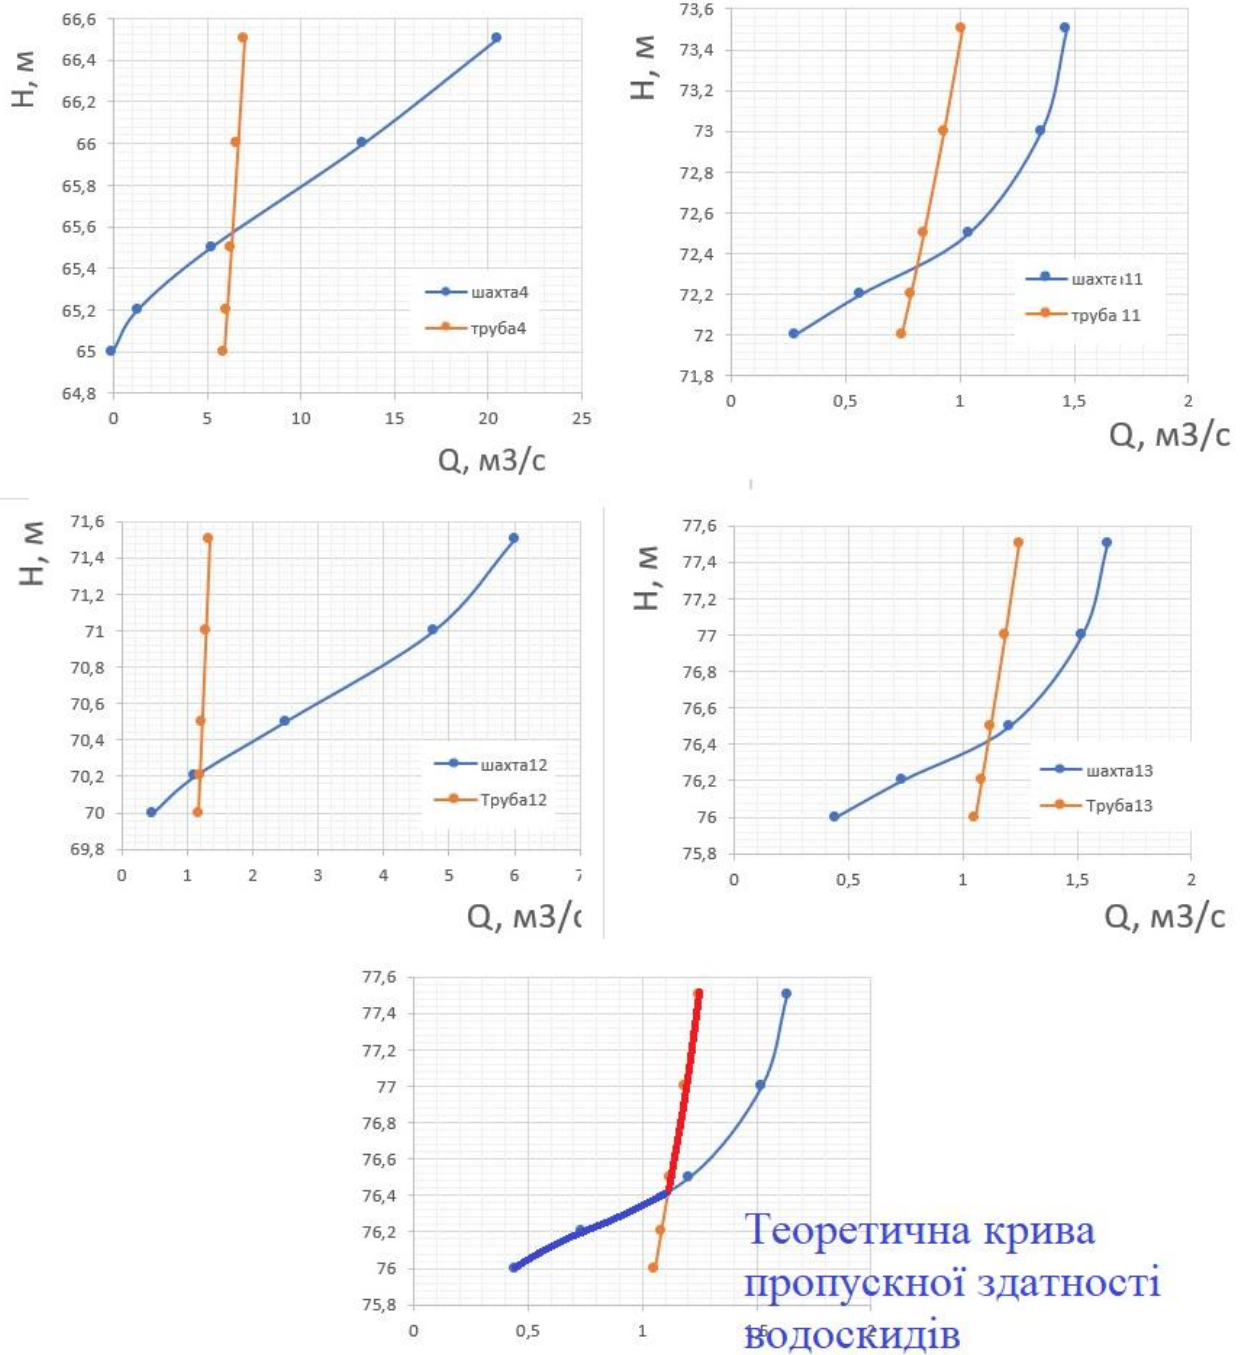 66,6
66,4
66,2
66
65,8
65,6
65,4
65,2
65
64,8
H, м
0 5 10 15 20 25
Q, м3/с
шахта4
труба4
73,6
73,4
73,2
73
72,8
72,6
72,4
72,2
72
71,8
H, м
0 0,5 1 1,5 2
Q, м3/с
шахта11
труба 11
71,6
71,4
71,2
71
70,8
70,6
70,4
70,2
70
69,8
H, м
0 1 2 3 4 5 6 7
Q, м3/с
шахта12
Труба12
77,6
77,4
77,2
77
76,8
76,6
76,4
76,2
76
75,8
H, м
0 0,5 1 1,5 2
Q, м3/с
шахта13
Труба13
77,6
77,4
77,2
77
76,8
76,6
76,4
76,2
76
75,8
0 0,5 1 1,5 2
Теоретична крива
пропускної здатності
водоскидів